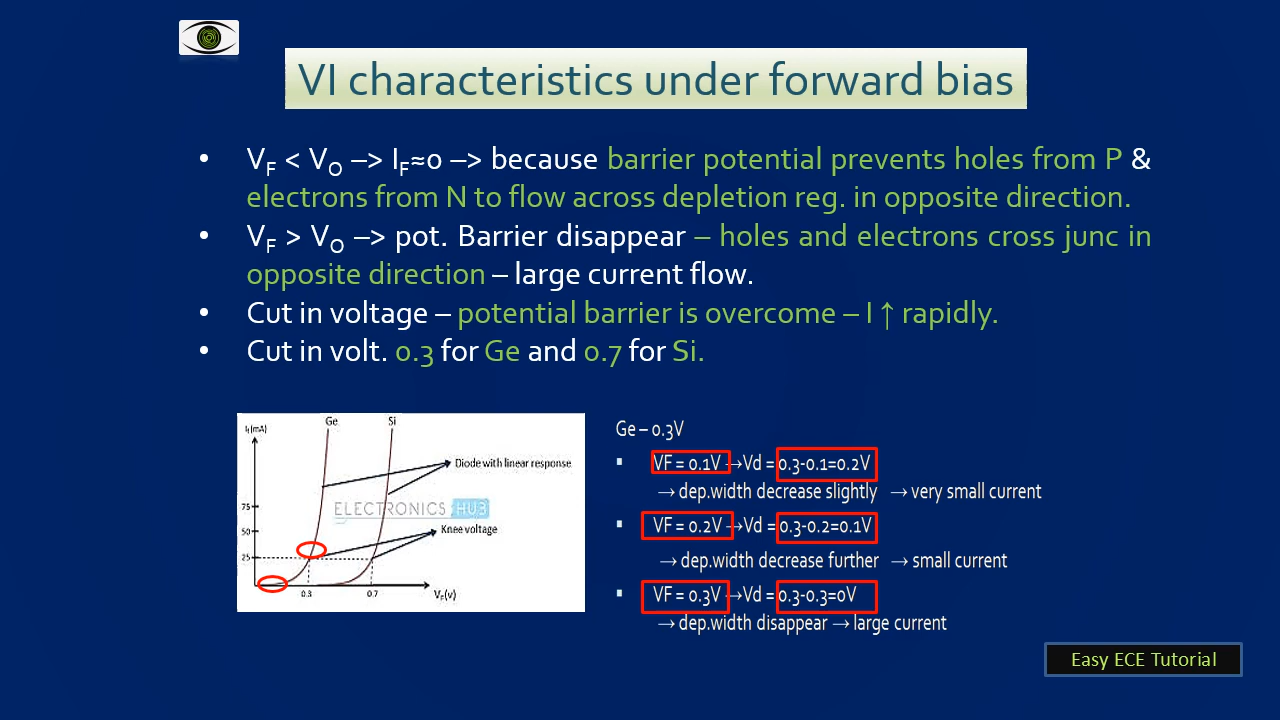 VI characteristics under forward bias
• VF < VO –> IF≈0 –> because barrier potential prevents holes from P &
electrons from N to flow across depletion reg. in opposite direction.
• VF > VO –> pot. Barrier disappear – holes and electrons cross junc in
opposite direction – large current flow.
• Cut in voltage – potential barrier is overcome – I ↑ rapidly.
• Cut in volt. 0.3 for Ge and 0.7 for Si.
Ge Si
If(mA)
Diode with linear response
75
ELECTRONICS HUB
50
Knee voltage
25
0.3 0.7 VF(v)
Ge – 0.3V
▪ VF = 0.1V →Vd = 0.3-0.1=0.2V
→ dep.width decrease slightly → very small current
▪ VF = 0.2V →Vd = 0.3-0.2=0.1V
→ dep.width decrease further → small current
▪ VF = 0.3V →Vd = 0.3-0.3=0V
→ dep.width disappear → large current
Easy ECE Tutorial